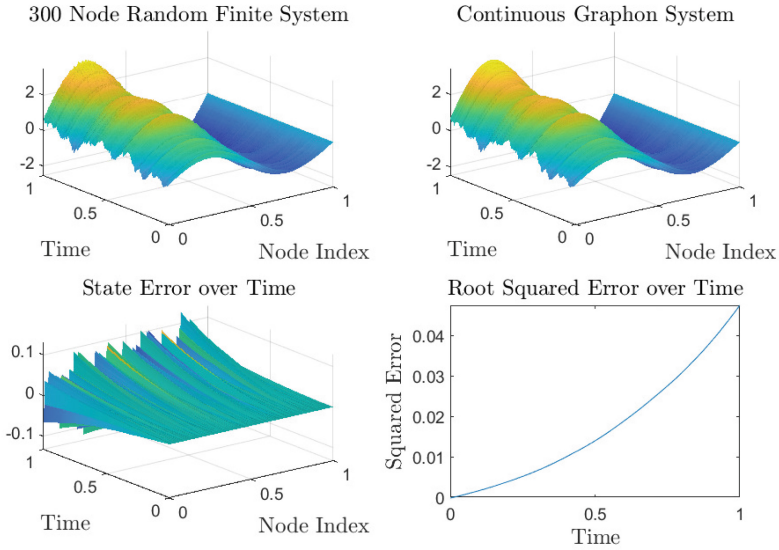 300 Node Random Finite System
2
0
-2
1
0.5
0
0
0.5
1
Time
Node Index
Continuous Graphon System
2
0
-2
1
0.5
0
0
0.5
1
Time
Node Index
State Error over Time
0.1
0
-0.1
1
0.5
0
0
0.5
1
Time
Node Index
Root Squared Error over Time
Squared Error
0.04
0.03
0.02
0.01
0
0
0.5
1
Time